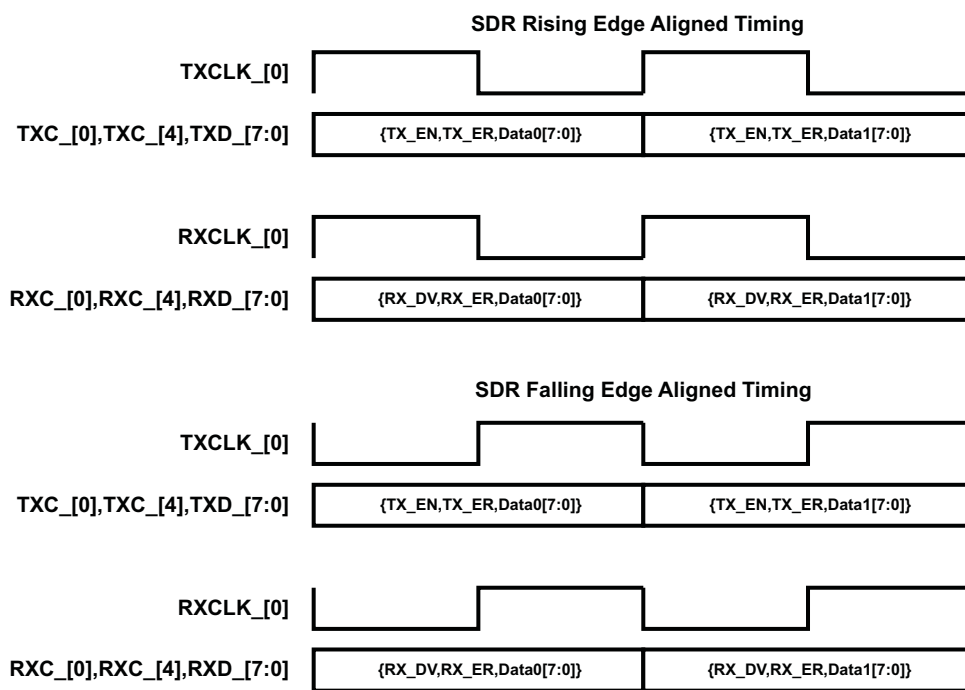 SDR Rising Edge Aligned Timing
TXCLK_[0]
TXC_[0],TXC_[4],TXD_[7:0] {TX_EN,TX_ER,Data0[7:0]} {TX_EN,TX_ER,Data1[7:0]}
RXCLK_[0]
RXC_[0],RXC_[4],RXD_[7:0] {RX_DV,RX_ER,Data0[7:0]} {RX_DV,RX_ER,Data1[7:0]}
SDR Falling Edge Aligned Timing
TXCLK_[0]
TXC_[0],TXC_[4],TXD_[7:0] {TX_EN,TX_ER,Data0[7:0]} {TX_EN,TX_ER,Data1[7:0]}
RXCLK_[0]
RXC_[0],RXC_[4],RXD_[7:0] {RX_DV,RX_ER,Data0[7:0]} {RX_DV,RX_ER,Data1[7:0]}